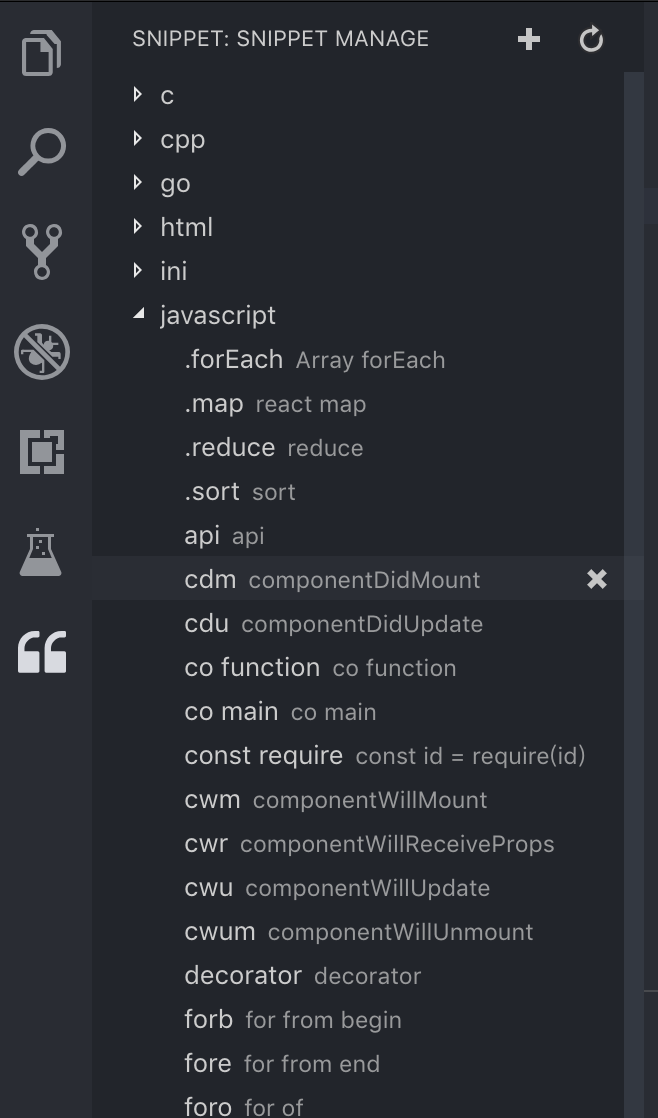 SNIPPET: SNIPPET MANAGE
c
cpp
go
html
ini
javascript
.forEach Array forEach
.map react map
.reduce reduce
.sort sort
api api
cdm componentDidMount
cdu componentDidUpdate
co function co function
co main co main
const require const id = require(id)
cwm componentWillMount
cwr componentWillReceiveProps
cwu componentWillUpdate
cwum componentWillUnmount
decorator decorator
forb for from begin
fore for from end
foro for of